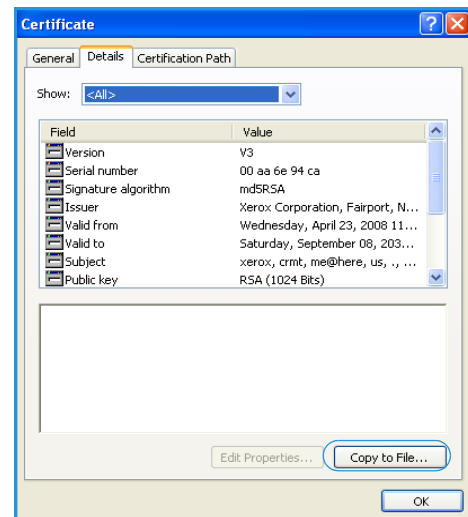 Certificate
General Details Certification Path
Show: <All>
Field Value
Version V3
Serial number 00 aa 6e 94 ca
Signature algorithm md5RSA
Issuer Xerox Corporation, Fairport, N...
Valid from Wednesday, April 23, 2008 11...
Valid to Saturday, September 08, 203...
Subject xerox, crmt, me@here, us, ., ...
Public key RSA (1024 Bits)
Edit Properties... Copy to File...
OK